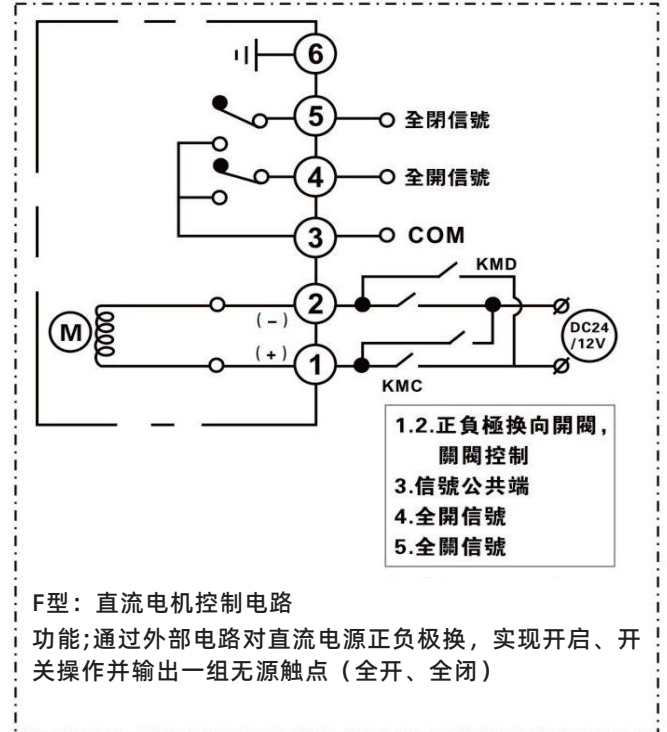 6
5
全閉信號
4
全開信號
3
COM
KMD
2
(-)
M
DC24
/12V
(+)
1
KMC
1.2.正負極换向開閥，
關閥控制
3.信號公共端
4.全開信號
5.全關信號
F型：直流电机控制电路
功能;通过外部电路对直流电源正负极换，实现开启、开
关操作并输出一组无源触点（全开、全闭）